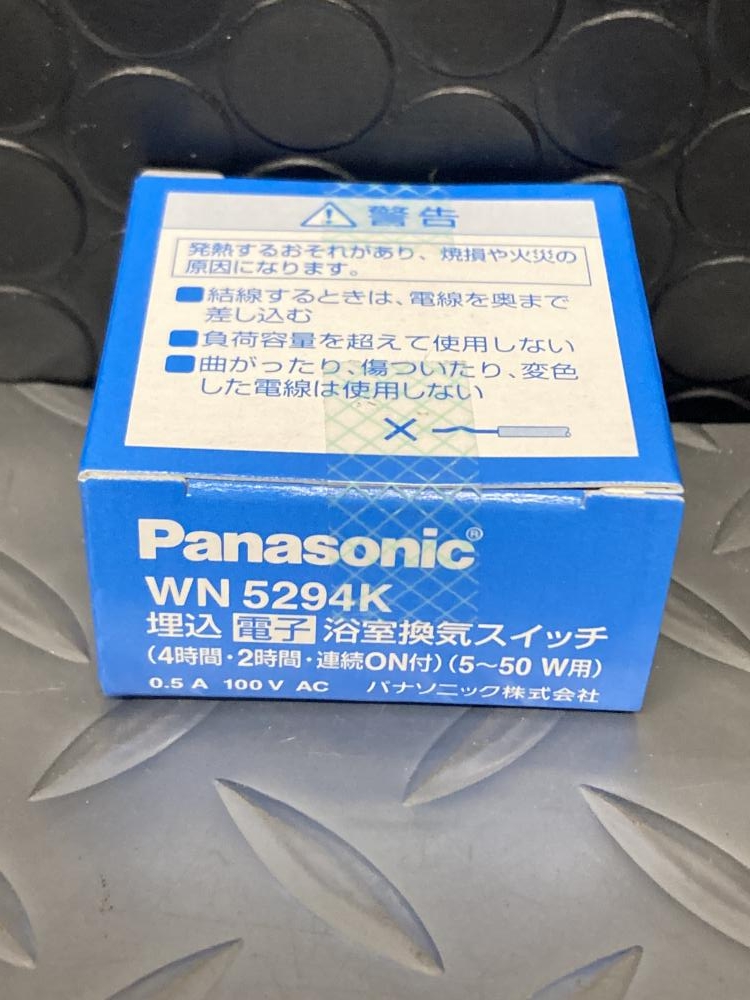 警告
発熱するおそれがあり、焼損や火災の
原因になります。
■結線するときは、電線を奥まで
差し込む
■負荷容量を超えて使用しない
■曲がったり、傷ついたり、変色
した電線は使用しない
Panasonic®
WN 5294K
埋込 電子 浴室換気スイッチ
(4時間・2時間・連続ON付)(5〜50 W用)
0.5 A 100 V AC パナソニック株式会社